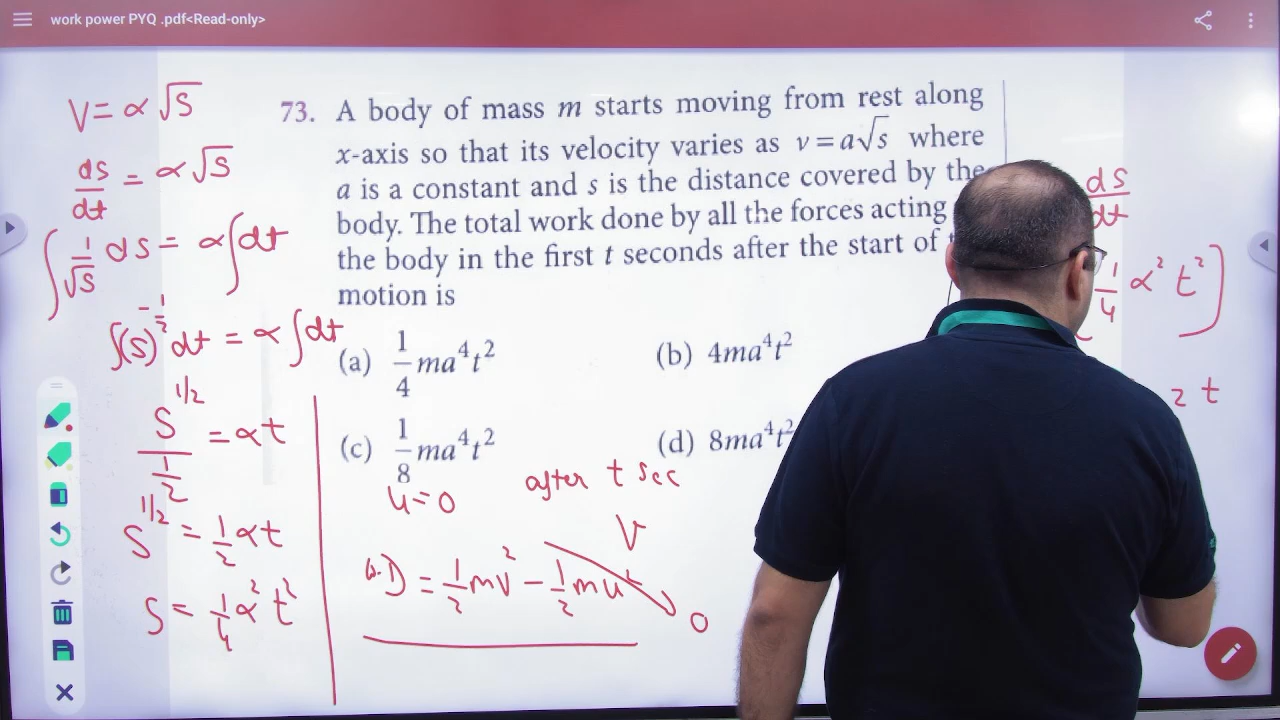 work power PYQ .pdf<Read-only>
V = α √s
ds/dt = α √s
∫ 1/√s ds = α ∫ dt
∫(s)^-1/2 dt = α ∫ dt
s^1/2 / 1/2 = α t
s^1/2 = 1/2 α t
s = 1/4 α² t²
73. A body of mass m starts moving from rest along
x-axis so that its velocity varies as v = a√s where
a is a constant and s is the distance covered by the
body. The total work done by all the forces acting
the body in the first t seconds after the start of
motion is
(a) 1/4 ma⁴t²
(b) 4ma⁴t²
(c) 1/8 ma⁴t²
(d) 8ma⁴t²
u = 0
after t sec
V
W.D = 1/2 mv² − 1/2 mu²
0
ds/dt
1/4 α² t² ]
2 t